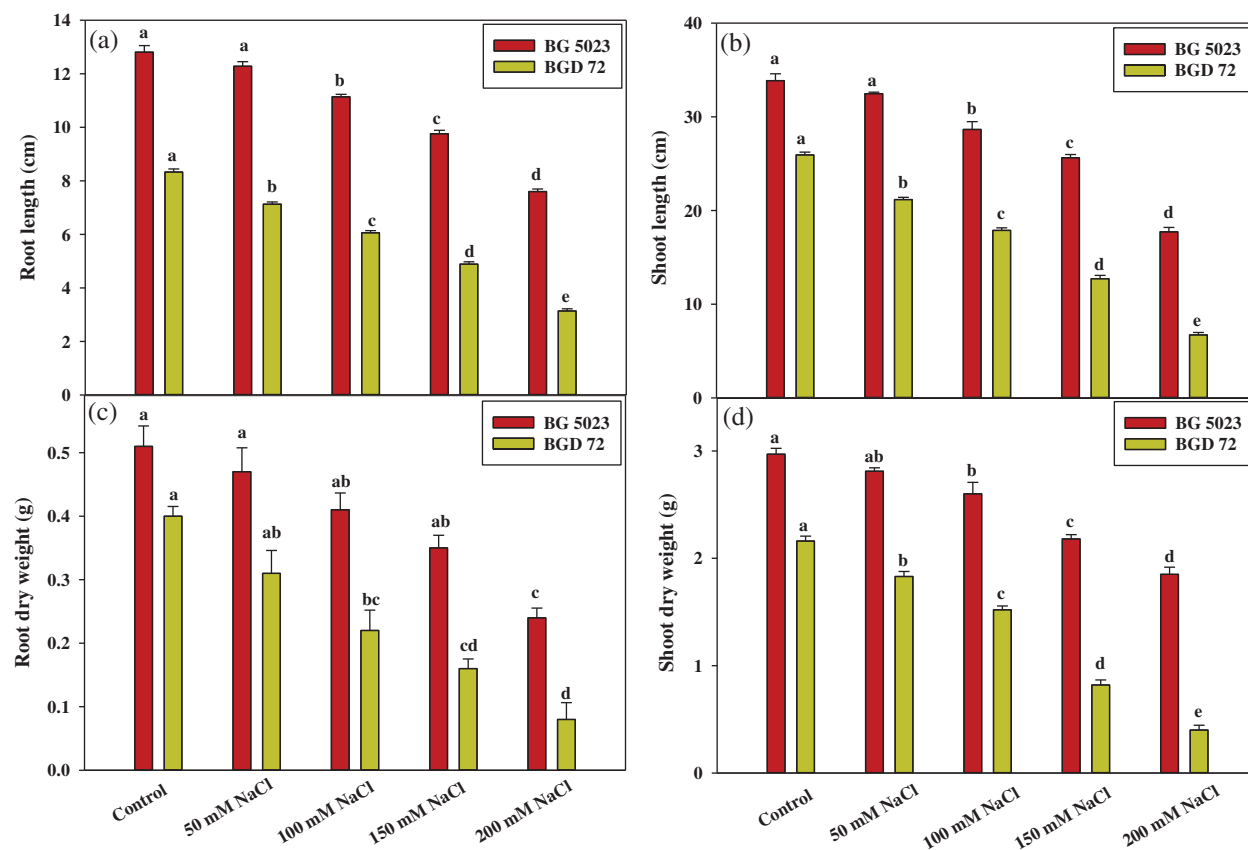 (a)
BG 5023
BGD 72
Root length (cm)
14
12
10
8
6
4
2
0
a
a
b
c
d
a
b
c
d
e
(b)
BG 5023
BGD 72
Shoot length (cm)
40
30
20
10
0
a
a
b
c
d
a
b
c
d
e
(c)
BG 5023
BGD 72
Root dry weight (g)
0.5
0.4
0.3
0.2
0.1
0.0
a
a
ab
ab
c
a
ab
bc
cd
d
Control
50 mM NaCl
100 mM NaCl
150 mM NaCl
200 mM NaCl
(d)
BG 5023
BGD 72
Shoot dry weight (g)
3
2
1
0
a
ab
b
c
d
a
b
c
d
e
Control
50 mM NaCl
100 mM NaCl
150 mM NaCl
200 mM NaCl